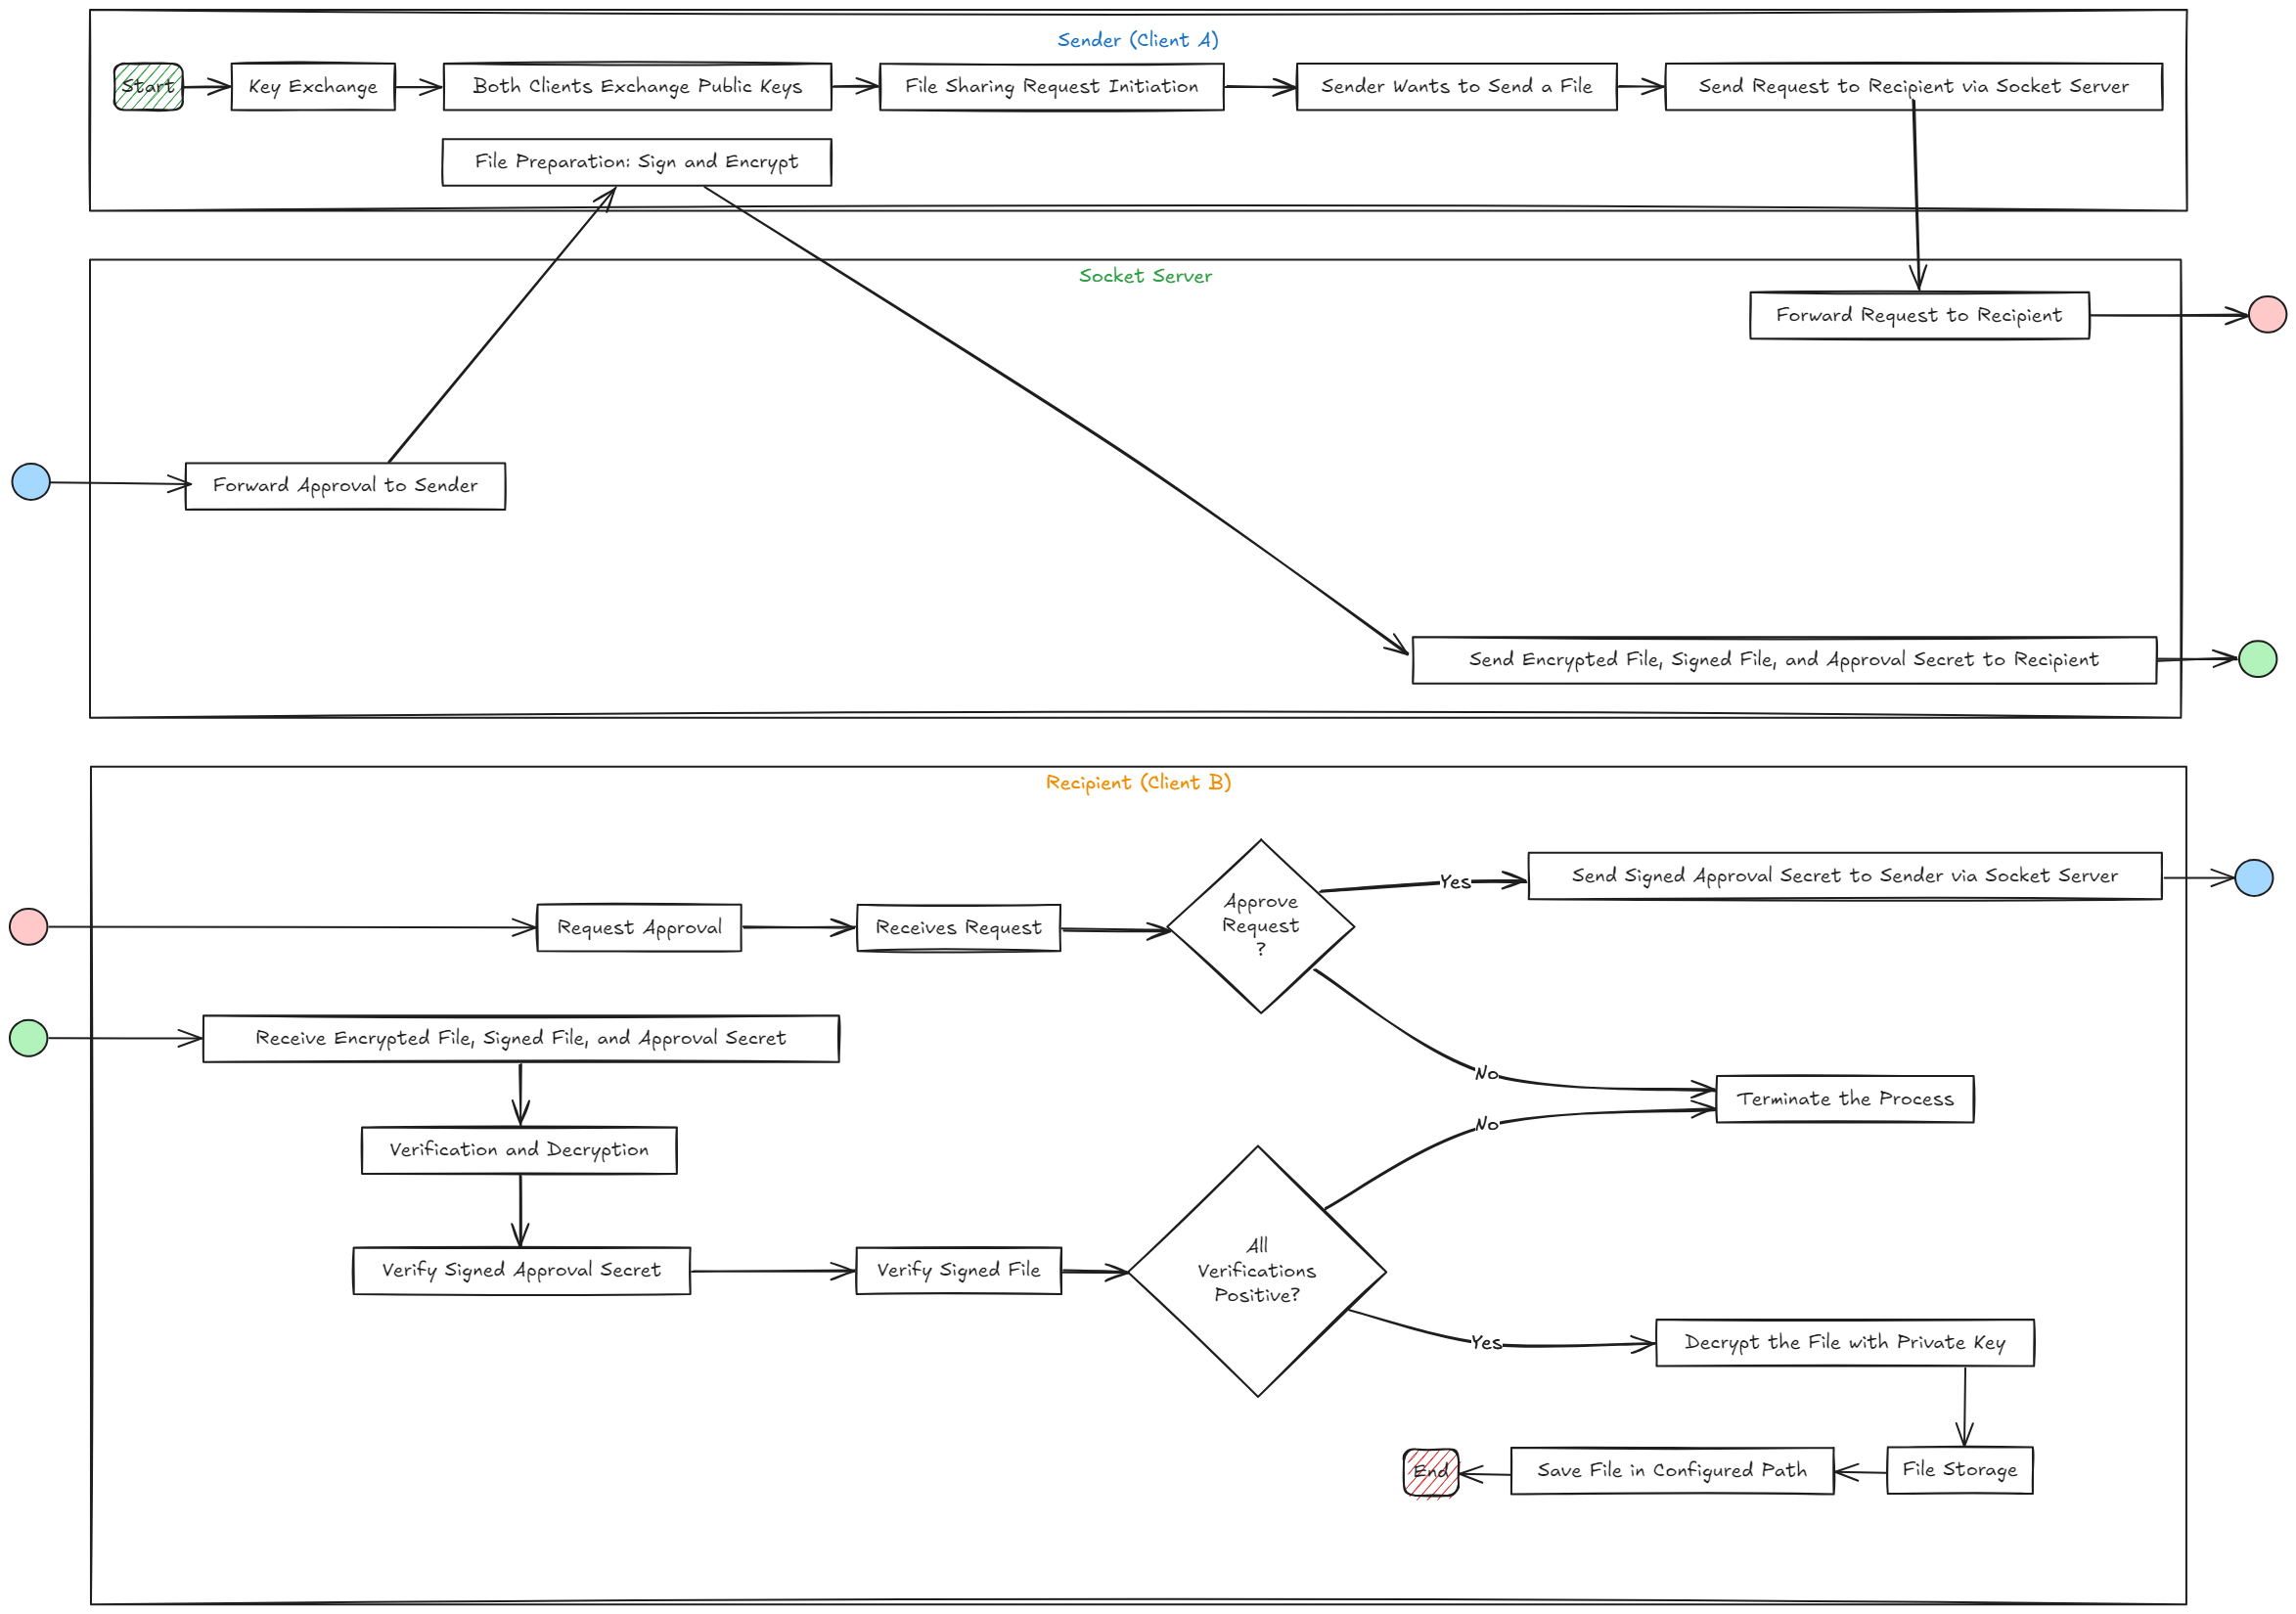 Sender (Client A)
Start
Key Exchange
Both Clients Exchange Public Keys
File Sharing Request Initiation
Sender Wants to Send a File
Send Request to Recipient via Socket Server
File Preparation: Sign and Encrypt
Socket Server
Forward Request to Recipient
Forward Approval to Sender
Send Encrypted File, Signed File, and Approval Secret to Recipient
Recipient (Client B)
Request Approval
Receives Request
Approve
Request
?
Yes
Send Signed Approval Secret to Sender via Socket Server
No
Terminate the Process
Receive Encrypted File, Signed File, and Approval Secret
Verification and Decryption
Verify Signed Approval Secret
Verify Signed File
All
Verifications
Positive?
No
Yes
Decrypt the File with Private Key
File Storage
Save File in Configured Path
End